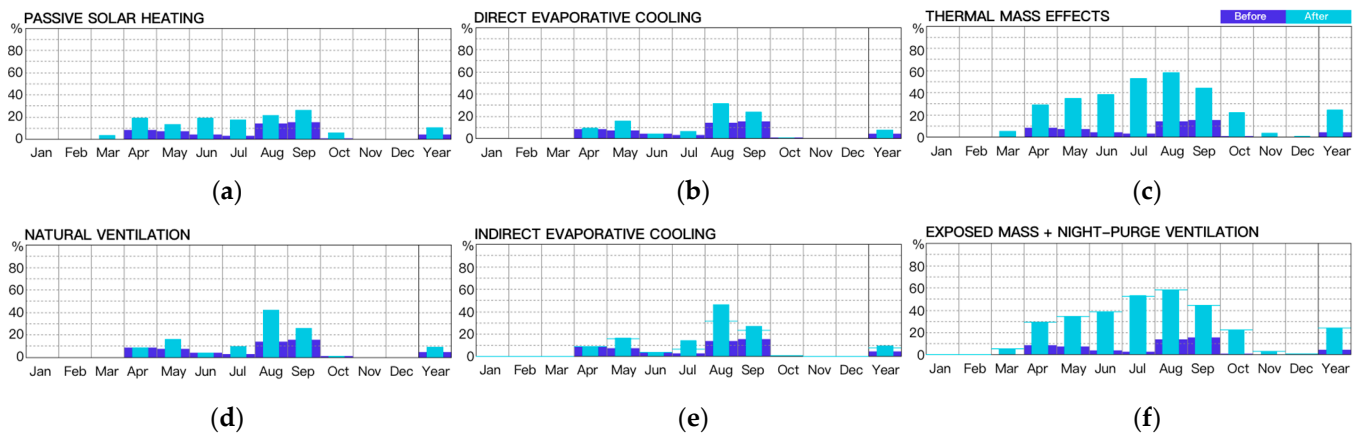 PASSIVE SOLAR HEATING
%
80
60
40
20
0
Jan Feb Mar Apr May Jun Jul Aug Sep Oct Nov Dec Year
(a)
DIRECT EVAPORATIVE COOLING
%
80
60
40
20
0
Jan Feb Mar Apr May Jun Jul Aug Sep Oct Nov Dec Year
(b)
THERMAL MASS EFFECTS
Before After
%
80
60
40
20
0
Jan Feb Mar Apr May Jun Jul Aug Sep Oct Nov Dec Year
(c)
NATURAL VENTILATION
%
80
60
40
20
0
Jan Feb Mar Apr May Jun Jul Aug Sep Oct Nov Dec Year
(d)
INDIRECT EVAPORATIVE COOLING
%
80
60
40
20
0
Jan Feb Mar Apr May Jun Jul Aug Sep Oct Nov Dec Year
(e)
EXPOSED MASS + NIGHT-PURGE VENTILATION
%
80
60
40
20
0
Jan Feb Mar Apr May Jun Jul Aug Sep Oct Nov Dec Year
(f)